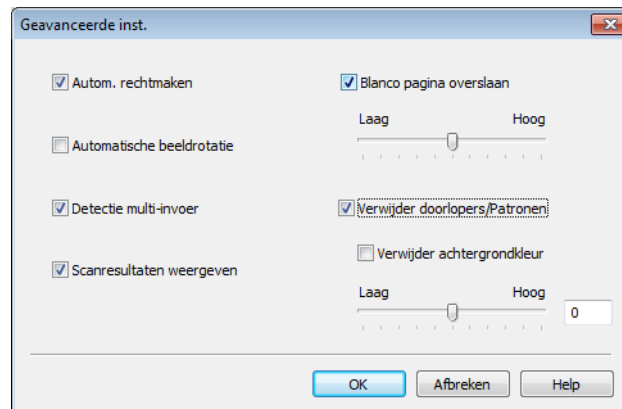 Geavanceerde inst.
Autom. rechtmaken
Blanco pagina overslaan
Laag Hoog
Automatische beeldrotatie
Detectie multi-invoer
Verwijder doorlopers/Patronen
Verwijder achtergrondkleur
Scanresultaten weergeven
Laag Hoog
0
OK Afbreken Help